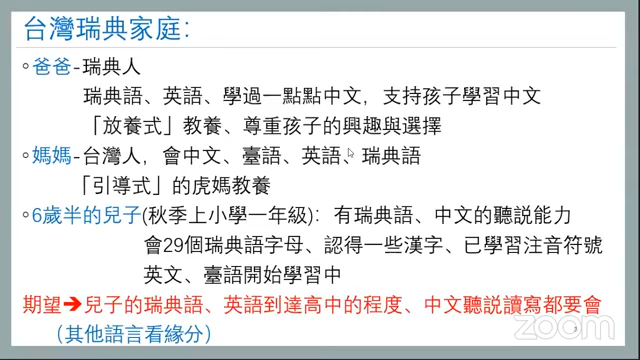 台灣瑞典家庭：
◦爸爸-瑞典人
瑞典語、英語、學過一點點中文，支持孩子學習中文
「放養式」教養、尊重孩子的興趣與選擇
◦媽媽-台灣人，會中文、臺語、英語、瑞典語
「引導式」的虎媽教養
◦6歲半的兒子(秋季上小學一年級)：有瑞典語、中文的聽説能力
會29個瑞典語字母、認得一些漢字、已學習注音符號
英文、臺語開始學習中
期望➔兒子的瑞典語、英語到達高中的程度、中文聽説讀寫都要會
（其他語言看緣分）
zoom